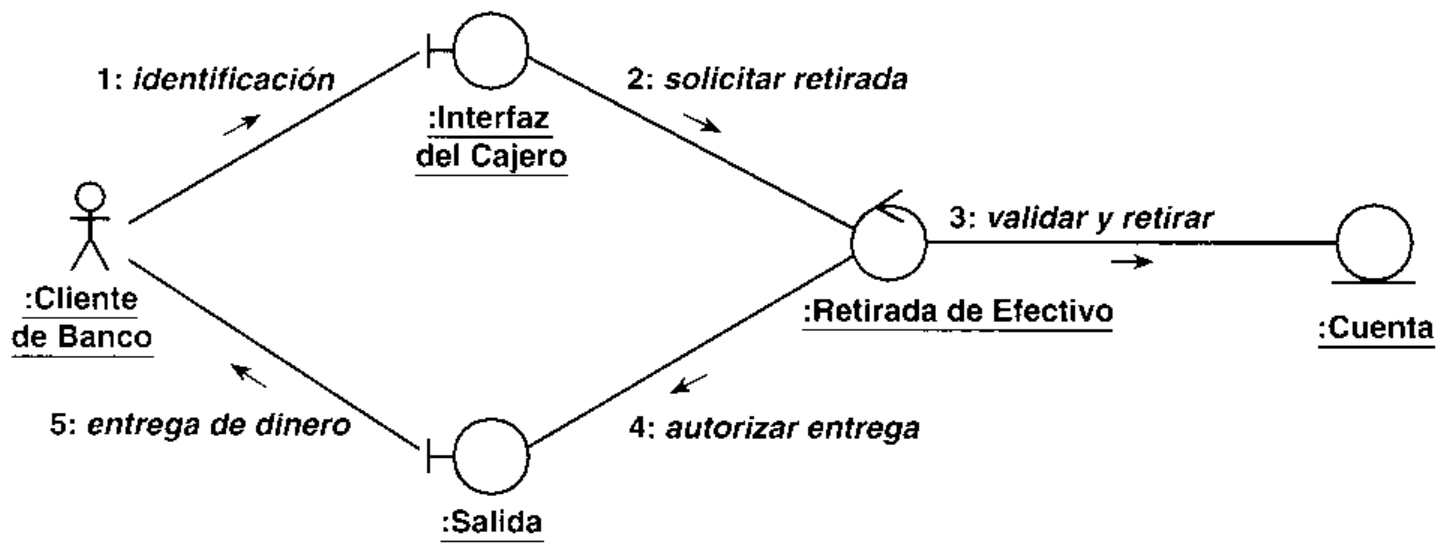 1: identificación
2: solicitar retirada
:Interfaz
del Cajero
3: validar y retirar
:Cliente
de Banco
:Retirada de Efectivo
:Cuenta
5: entrega de dinero
4: autorizar entrega
:Salida